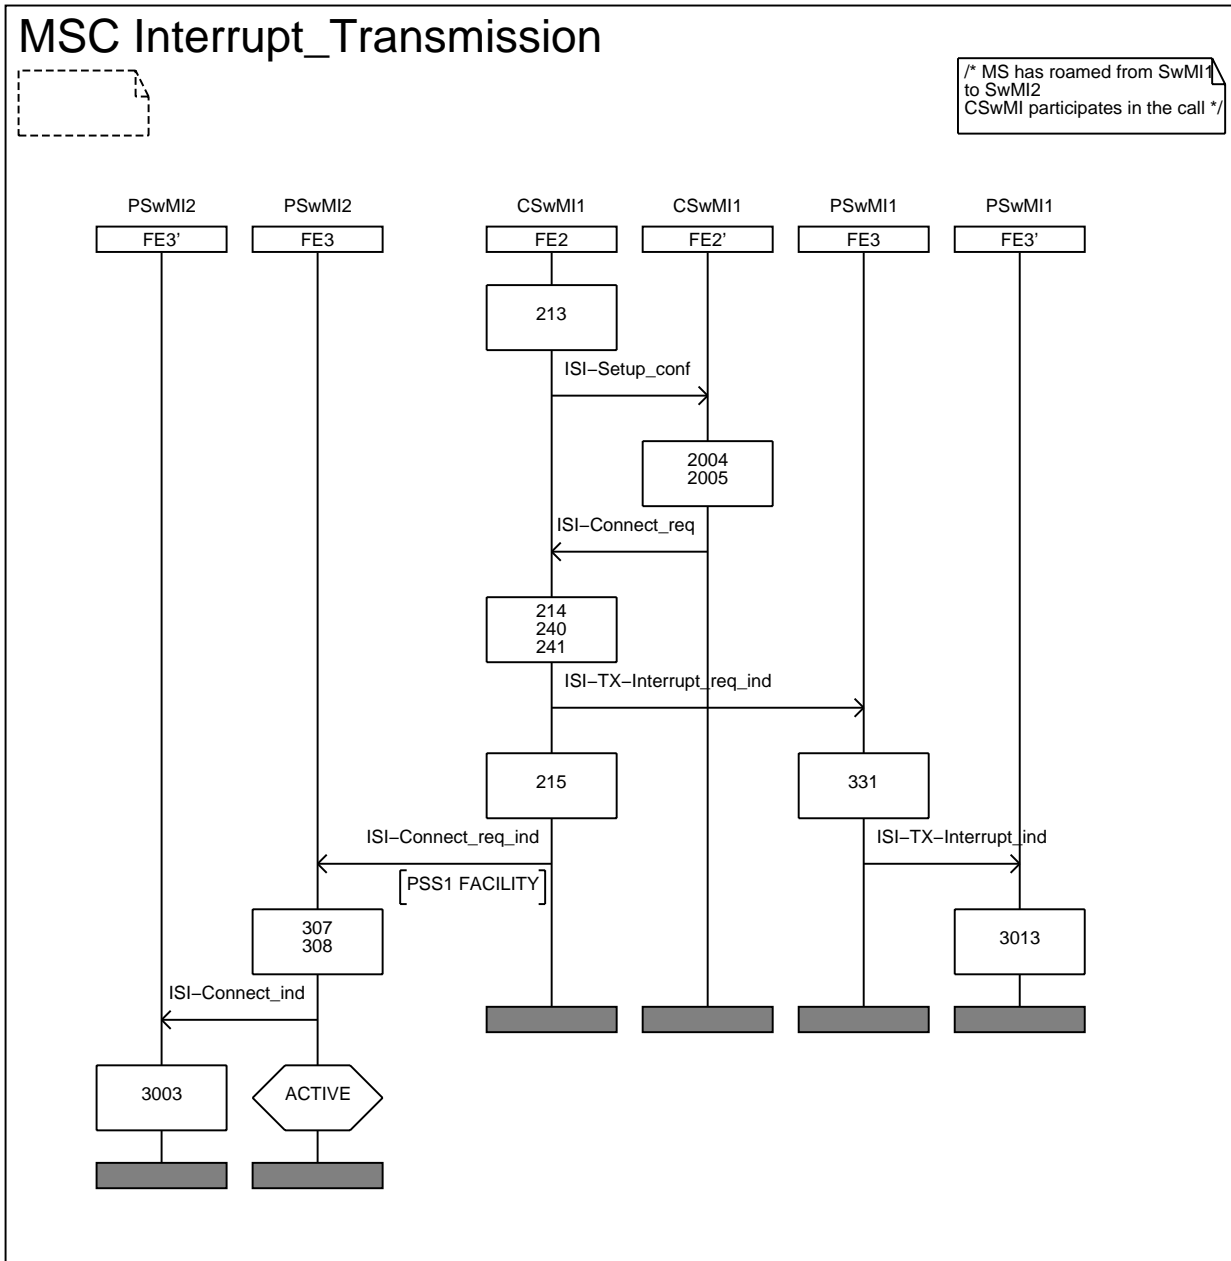 MSC Interrupt_Transmission
/* MS has roamed from SwMI1
to SwMI2
CSwMI participates in the call */
PSwMI2 PSwMI2 CSwMI1 CSwMI1 PSwMI1 PSwMI1
FE3' FE3 FE2 FE2' FE3 FE3'
213
ISI−Setup_conf
2004
2005
ISI−Connect_req
214
240
241
ISI−TX−Interrupt_req_ind
215 331
ISI−Connect_req_ind ISI−TX−Interrupt_ind
PSS1 FACILITY
307
308
3013
ISI−Connect_ind
3003 ACTIVE